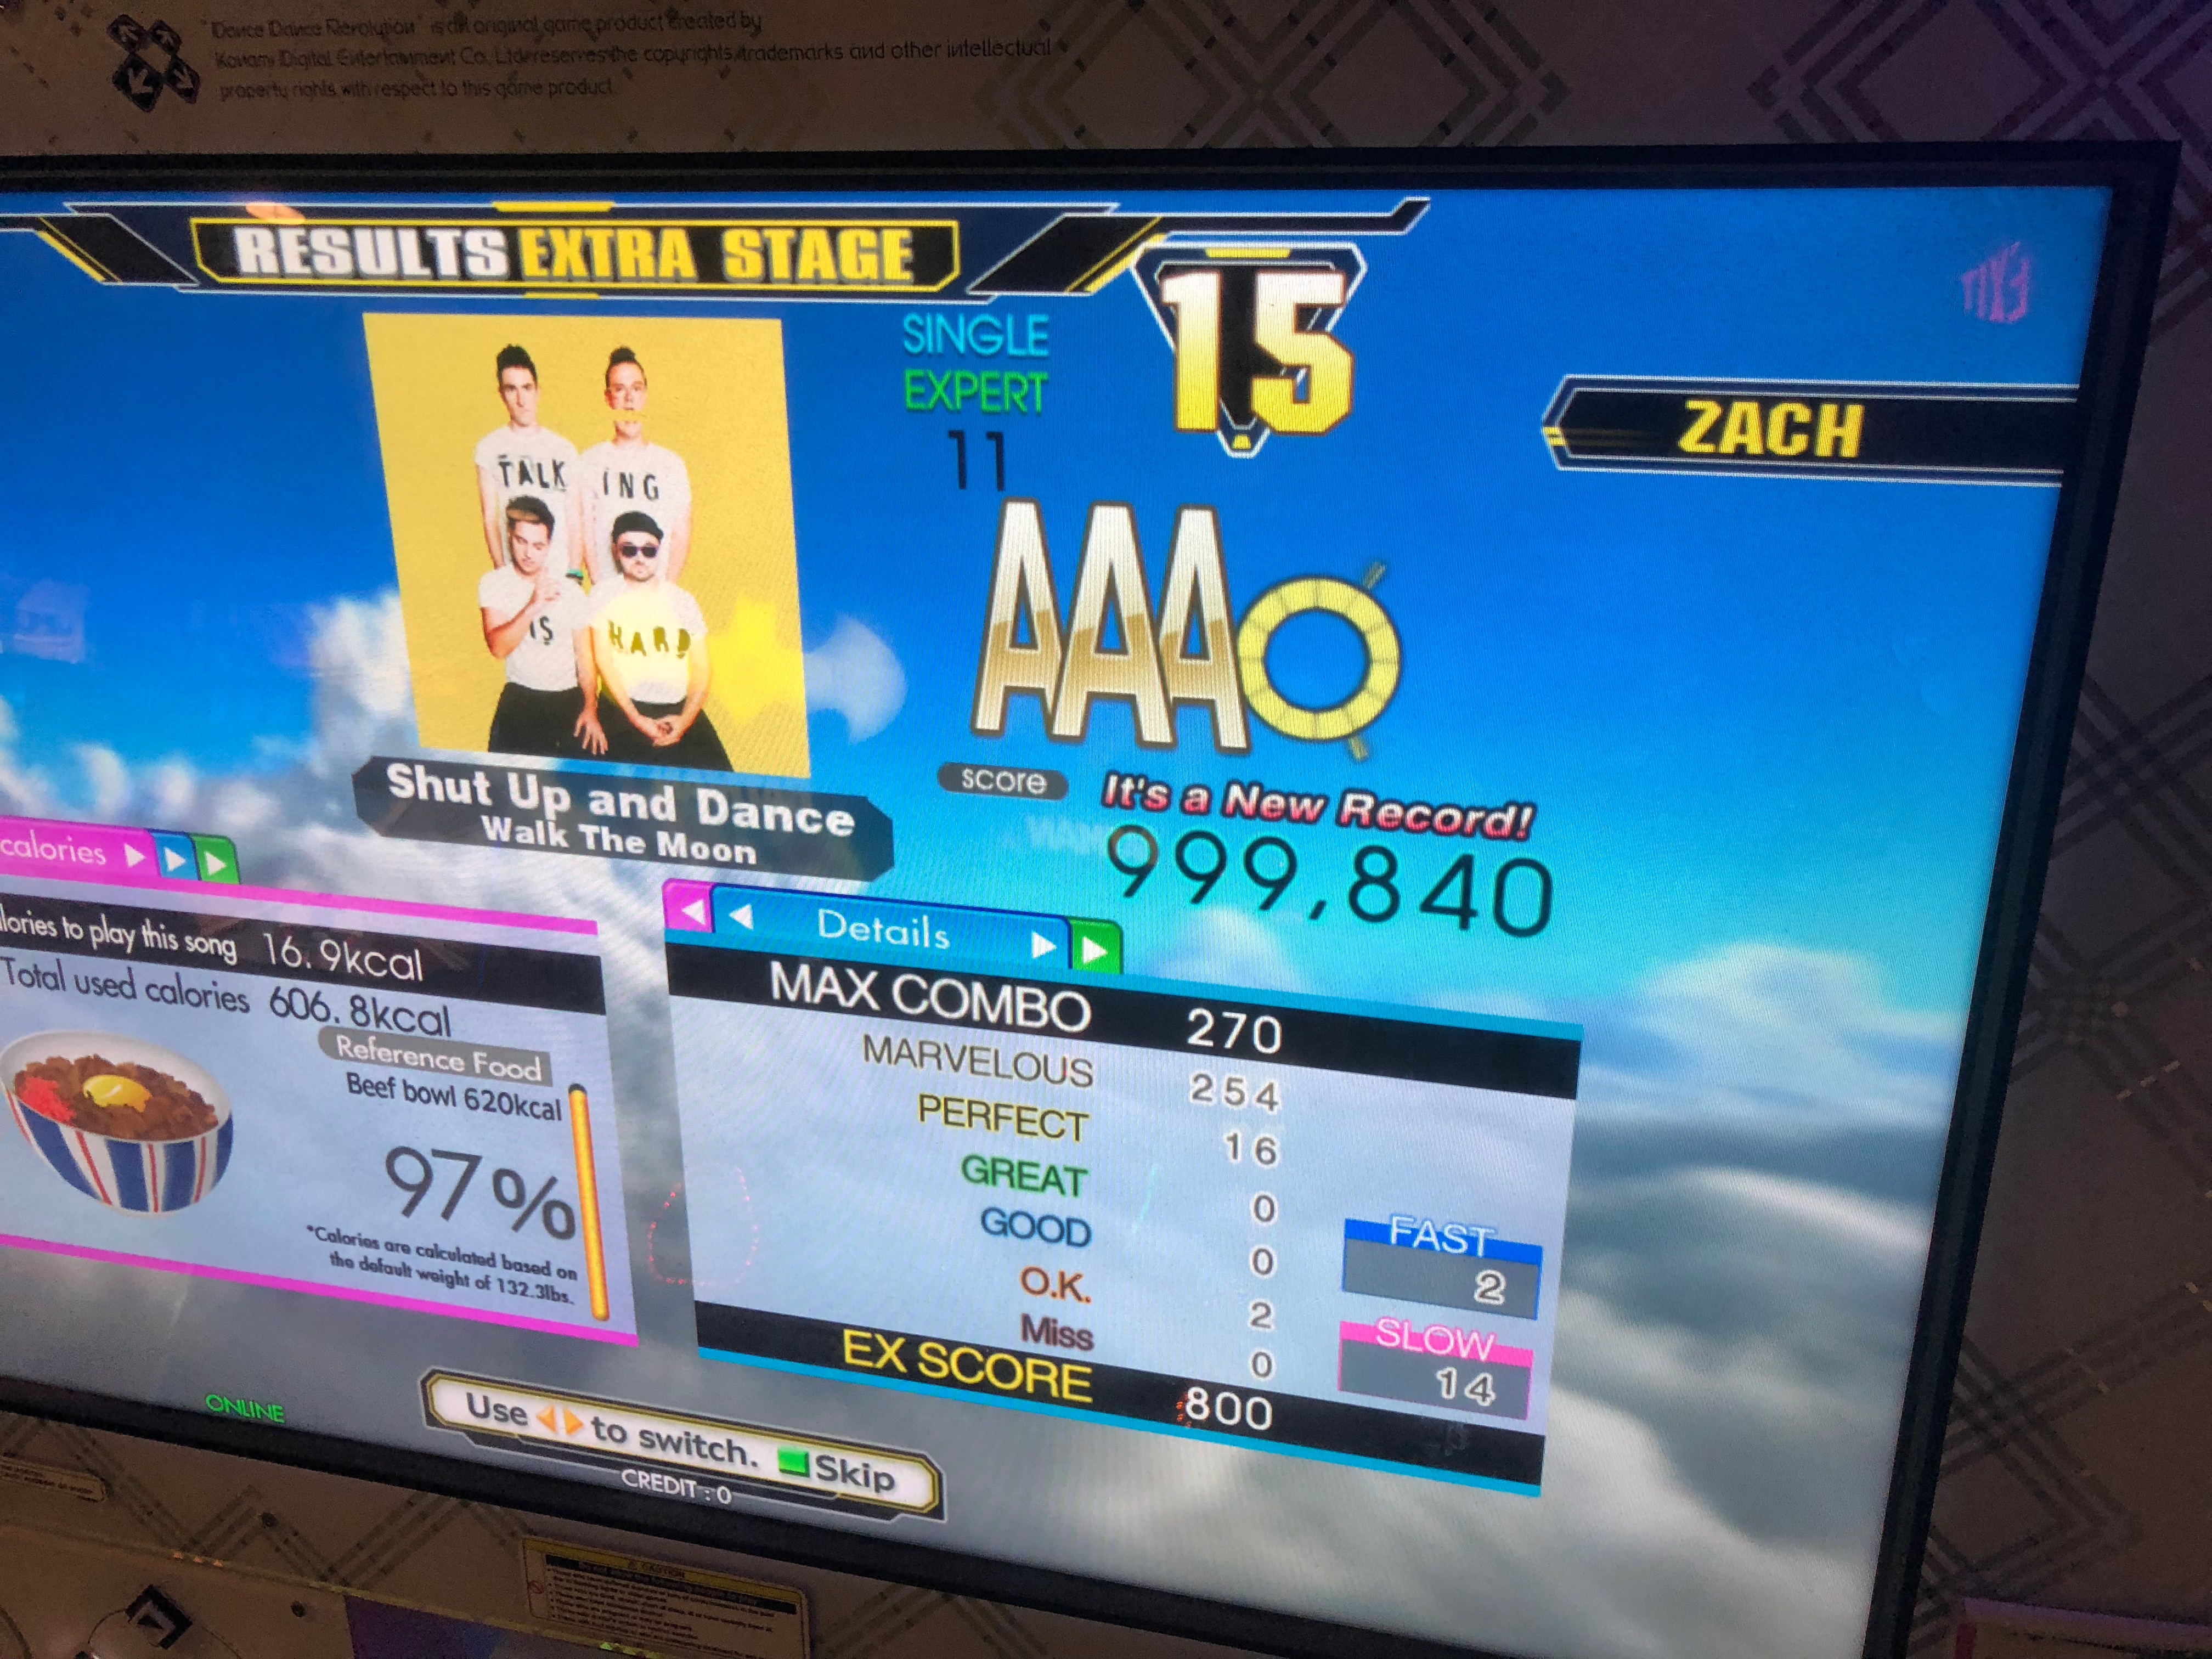 "Dance Dance Revolution" is an original game product created by
Konami Digital Entertainment Co., Ltd. reserves the copyrights, trademarks and other intellectual
property rights with respect to this game product.
RESULTS EXTRA STAGE
15
EXIT
SINGLE
EXPERT
11
ZACH
TALK ING
IS HARD
AAA
Shut Up and Dance
Walk The Moon
score
It's a New Record!
999,840
calories
lories to play this song 16.9kcal
Total used calories 606.8kcal
Reference Food
Beef bowl 620kcal
97%
*Calories are calculated based on
the default weight of 132.3lbs.
Details
MAX COMBO 270
MARVELOUS 254
PERFECT 16
GREAT 0
GOOD 0
O.K. 2
Miss 0
EX SCORE 800
FAST
2
SLOW
14
ONLINE
Use to switch. Skip
CREDIT : 0
CAUTION